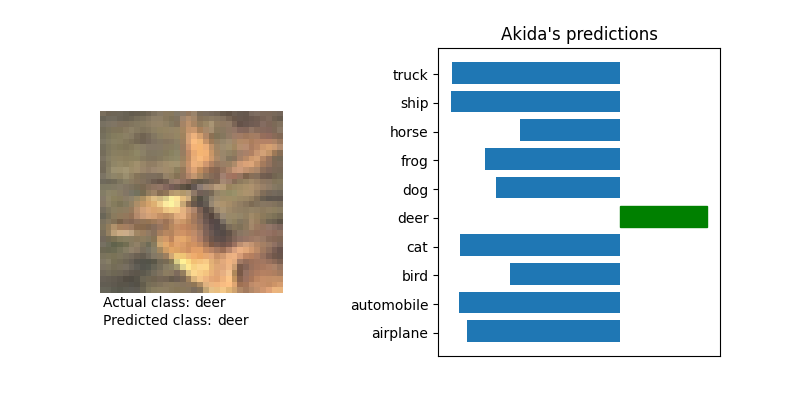 Akida's predictions
truck
ship
horse
frog
dog
deer
cat
bird
automobile
airplane
Actual class: deer
Predicted class: deer